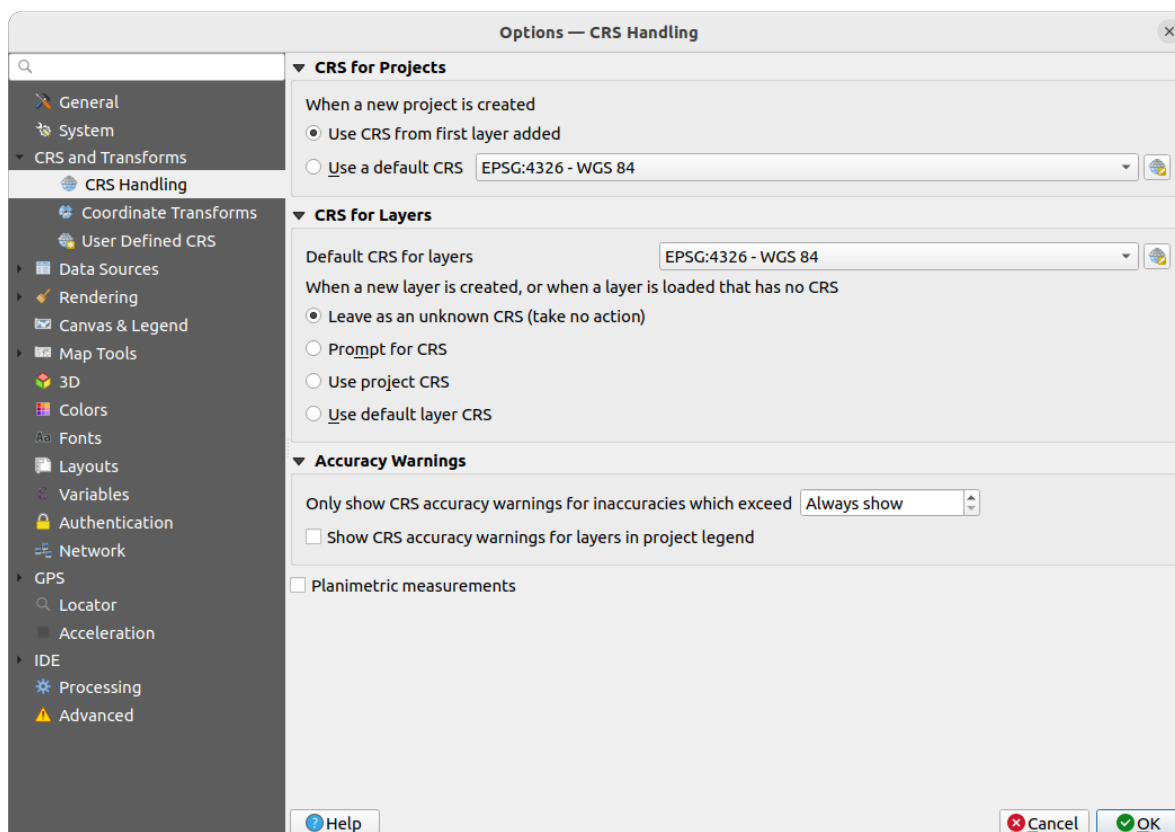 Options — CRS Handling
General
System
CRS and Transforms
CRS Handling
Coordinate Transforms
User Defined CRS
Data Sources
Rendering
Canvas & Legend
Map Tools
3D
Colors
Aa Fonts
Layouts
Variables
Authentication
Network
GPS
Locator
Acceleration
IDE
Processing
Advanced
CRS for Projects
When a new project is created
Use CRS from first layer added
Use a default CRS EPSG:4326 - WGS 84
CRS for Layers
Default CRS for layers EPSG:4326 - WGS 84
When a new layer is created, or when a layer is loaded that has no CRS
Leave as an unknown CRS (take no action)
Prompt for CRS
Use project CRS
Use default layer CRS
Accuracy Warnings
Only show CRS accuracy warnings for inaccuracies which exceed Always show
Show CRS accuracy warnings for layers in project legend
Planimetric measurements
Help Cancel OK